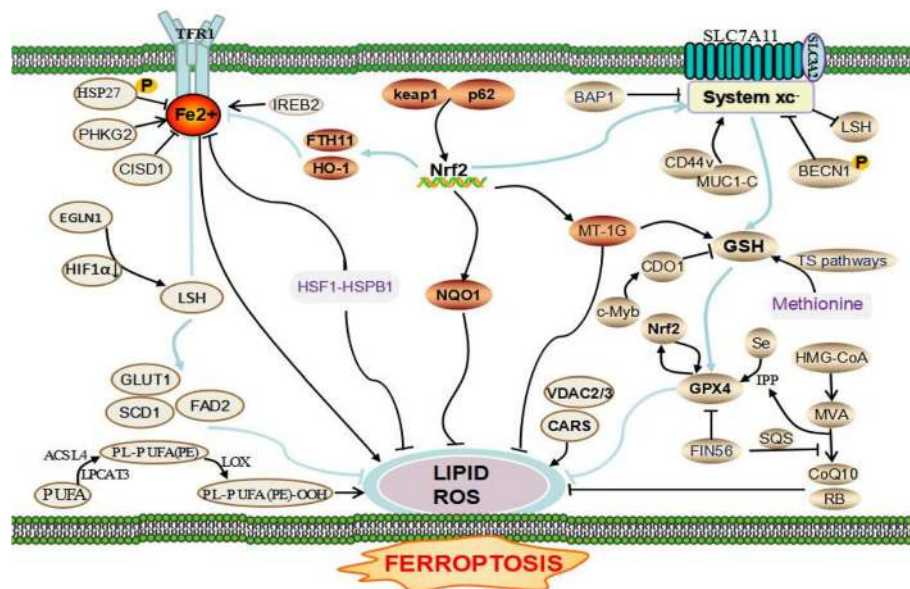 TFR1
SLC7A11
SLC3A2
HSP27
P
Fe2+
IREB2
keap1
p62
BAP1
System xc-
LSH
PHKG2
CISD1
FTH11
HO-1
Nrf2
CD44v
MUC1-C
BECN1
P
EGLN1
HIF1α↓
LSH
HSF1-HSPB1
NQO1
MT-1G
GSH
TS pathways
CDO1
Methionine
c-Myb
Nrf2
Se
HMG-CoA
GLUT1
SCD1
FAD2
VDAC2/3
CARS
GPX4
IPP
MVA
FIN56
SQS
CoQ10
RB
ACSL4
LPCAT3
PUFA
PL-PUFA(PE)
LOX
PL-PUFA(PE)-OOH
LIPID
ROS
FERROPTOSIS